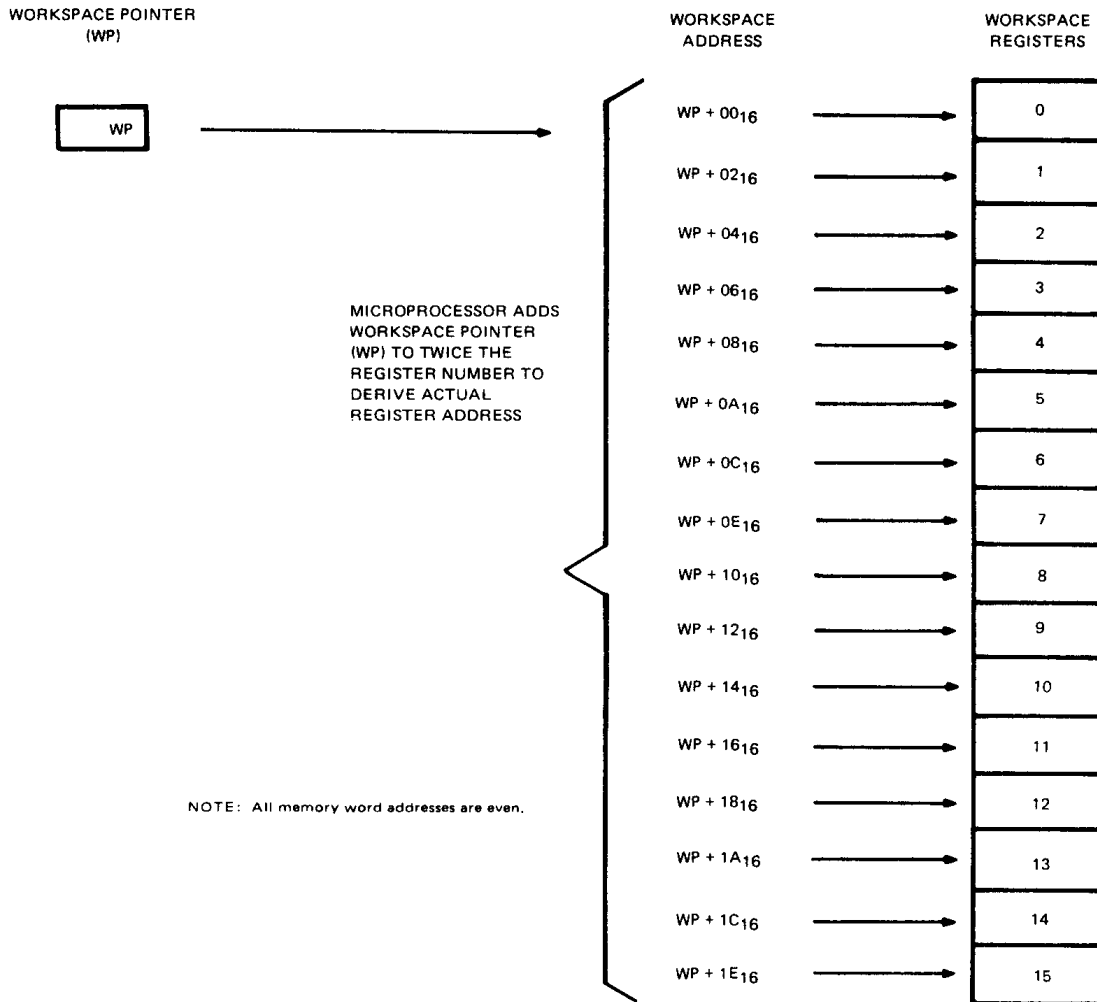 WORKSPACE POINTER
(WP)
WP
MICROPROCESSOR ADDS
WORKSPACE POINTER
(WP) TO TWICE THE
REGISTER NUMBER TO
DERIVE ACTUAL
REGISTER ADDRESS
NOTE: All memory word addresses are even.
WORKSPACE
ADDRESS
WORKSPACE
REGISTERS
WP + 00₁₆ 0
WP + 02₁₆ 1
WP + 04₁₆ 2
WP + 06₁₆ 3
WP + 08₁₆ 4
WP + 0A₁₆ 5
WP + 0C₁₆ 6
WP + 0E₁₆ 7
WP + 10₁₆ 8
WP + 12₁₆ 9
WP + 14₁₆ 10
WP + 16₁₆ 11
WP + 18₁₆ 12
WP + 1A₁₆ 13
WP + 1C₁₆ 14
WP + 1E₁₆ 15